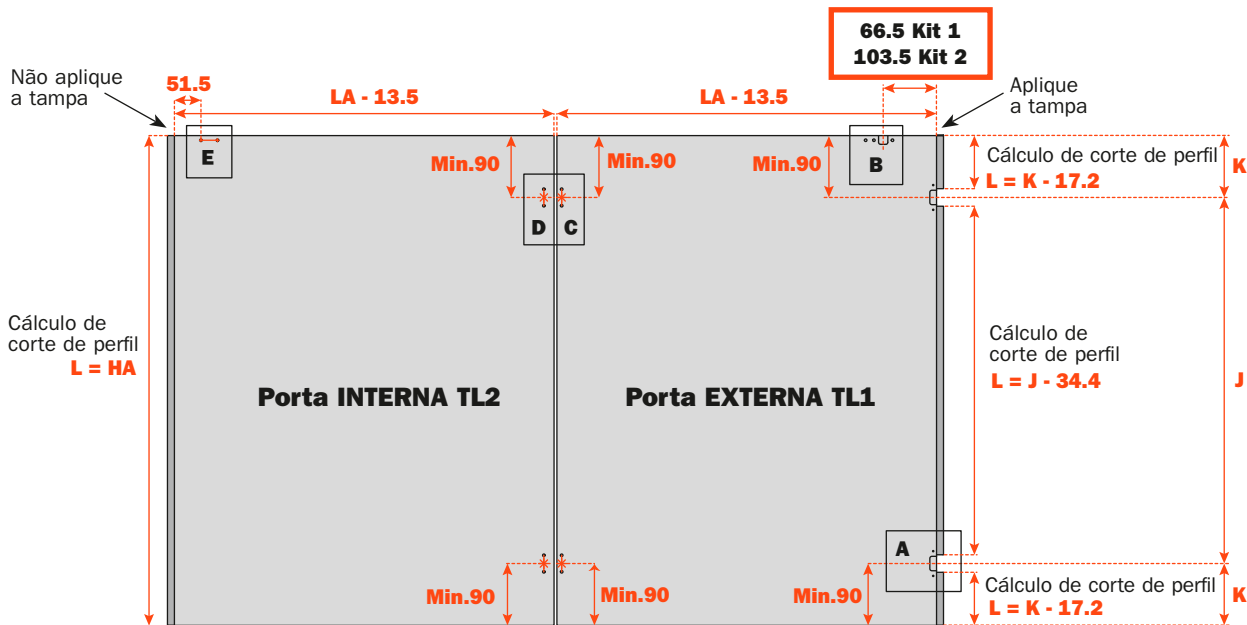 66.5 Kit 1
103.5 Kit 2
Não aplique
a tampa
51.5
LA - 13.5
LA - 13.5
Aplique
a tampa
E
Min.90
Min.90
Min.90
B
Cálculo de corte de perfil
L = K - 17.2
K
D
C
Cálculo de
corte de perfil
L = HA
Cálculo de
corte de perfil
L = J - 34.4
J
Porta INTERNA TL2
Porta EXTERNA TL1
A
Min.90
Min.90
Min.90
Cálculo de corte de perfil
L = K - 17.2
K